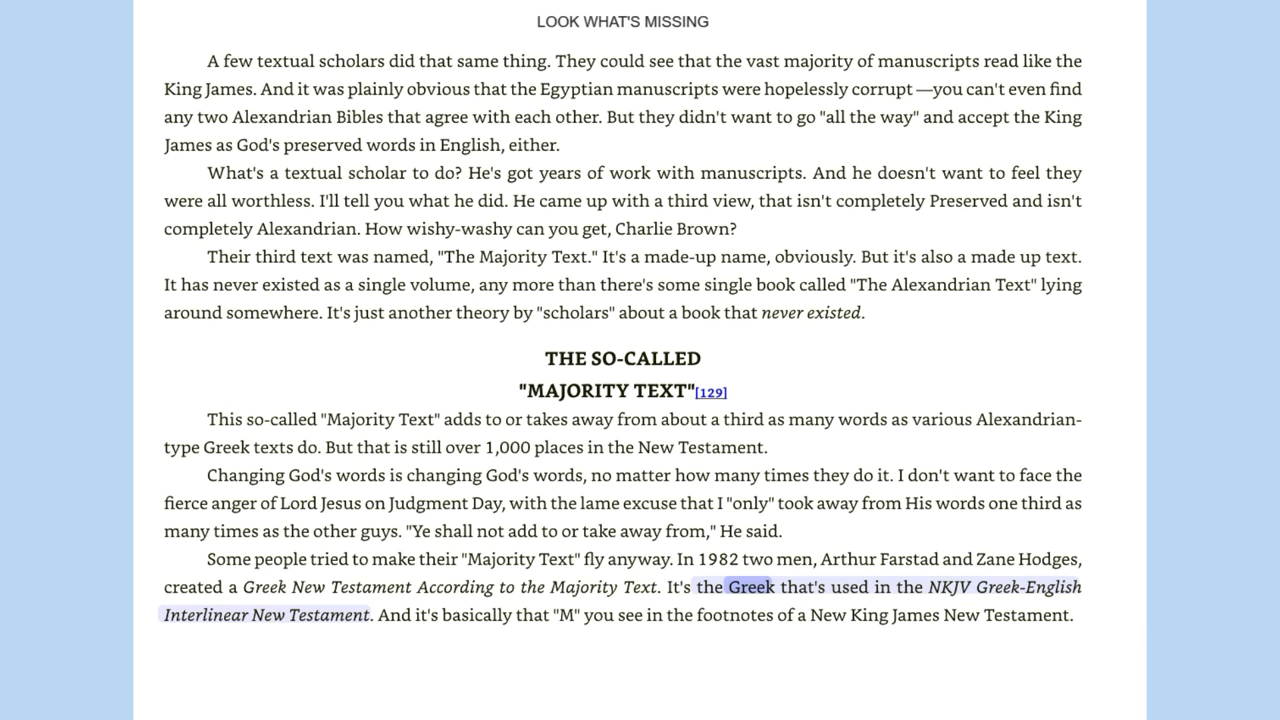 LOOK WHAT'S MISSING
A few textual scholars did that same thing. They could see that the vast majority of manuscripts read like the
King James. And it was plainly obvious that the Egyptian manuscripts were hopelessly corrupt —you can't even find
any two Alexandrian Bibles that agree with each other. But they didn't want to go "all the way" and accept the King
James as God's preserved words in English, either.
What's a textual scholar to do? He's got years of work with manuscripts. And he doesn't want to feel they
were all worthless. I'll tell you what he did. He came up with a third view, that isn't completely Preserved and isn't
completely Alexandrian. How wishy-washy can you get, Charlie Brown?
Their third text was named, "The Majority Text." It's a made-up name, obviously. But it's also a made up text.
It has never existed as a single volume, any more than there's some single book called "The Alexandrian Text" lying
around somewhere. It's just another theory by "scholars" about a book that never existed.
THE SO-CALLED
"MAJORITY TEXT"[129]
This so-called "Majority Text" adds to or takes away from about a third as many words as various Alexandrian-
type Greek texts do. But that is still over 1,000 places in the New Testament.
Changing God's words is changing God's words, no matter how many times they do it. I don't want to face the
fierce anger of Lord Jesus on Judgment Day, with the lame excuse that I "only" took away from His words one third as
many times as the other guys. "Ye shall not add to or take away from," He said.
Some people tried to make their "Majority Text" fly anyway. In 1982 two men, Arthur Farstad and Zane Hodges,
created a Greek New Testament According to the Majority Text. It's the Greek that's used in the NKJV Greek-English
Interlinear New Testament. And it's basically that "M" you see in the footnotes of a New King James New Testament.